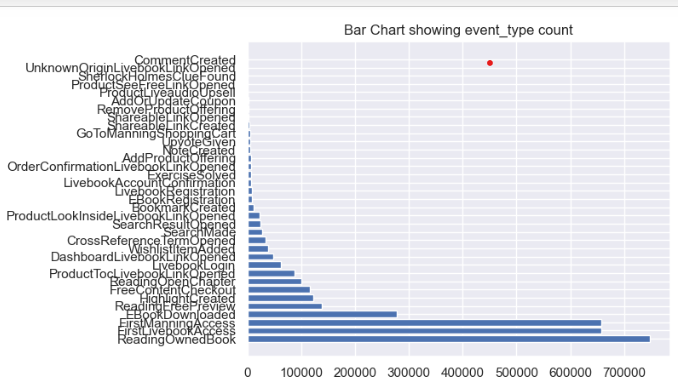 Bar Chart showing event_type count
CommentCreated
UnknownOriginLivebookLinkOpened
SherlockHolmesClueFound
ProductSeeFreeLinkOpened
ProductLiveaudioUpsell
AddOrUpdateCoupon
RemoveProductOffering
ShareableLinkOpened
ShareableLinkCreated
GoToManningShoppingCart
UpvoteGiven
NoteCreated
AddProductOffering
OrderConfirmationLivebookLinkOpened
ExerciseSolved
LivebookAccountConfirmation
LivebookRegistration
EBookRegistration
BookmarkCreated
ProductLookInsideLivebookLinkOpened
SearchResultOpened
SearchMade
CrossReferenceTermOpened
WishlistItemAdded
DashboardLivebookLinkOpened
LivebookLogin
ProductTocLivebookLinkOpened
ReadingOpenChapter
FreeContentCheckout
HighlightCreated
ReadingFreePreview
EBookDownloaded
FirstManningAccess
FirstLivebookAccess
ReadingOwnedBook
0 100000 200000 300000 400000 500000 600000 700000